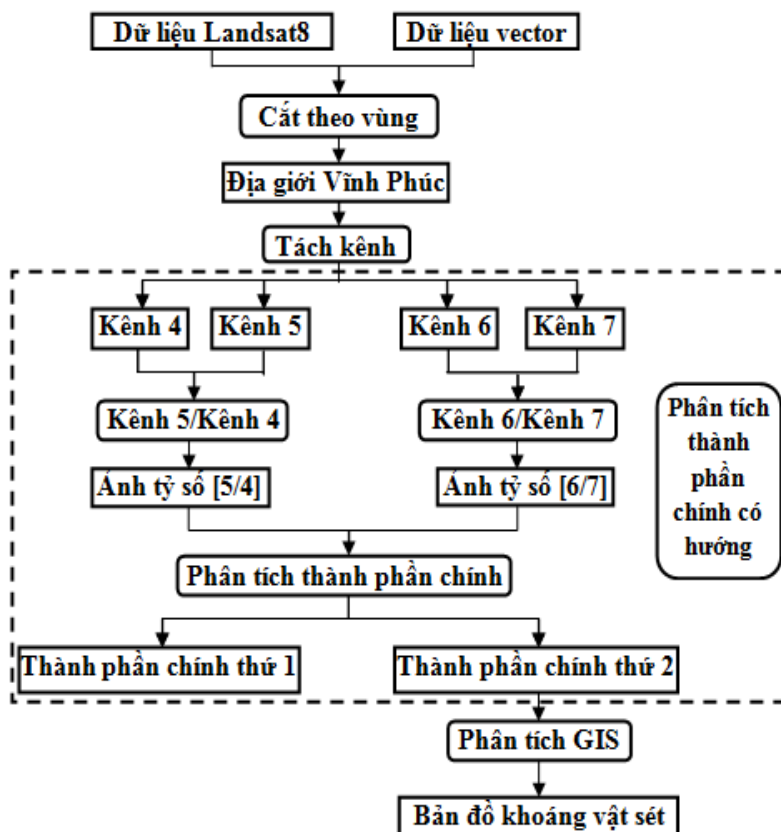 Dữ liệu Landsat8
Dữ liệu vector
Cắt theo vùng
Địa giới Vĩnh Phúc
Tách kênh
Kênh 4
Kênh 5
Kênh 6
Kênh 7
Kênh 5/Kênh 4
Kênh 6/Kênh 7
Ảnh tỷ số [5/4]
Ảnh tỷ số [6/7]
Phân tích
thành
phần
chính có
hướng
Phân tích thành phần chính
Thành phần chính thứ 1
Thành phần chính thứ 2
Phân tích GIS
Bản đồ khoáng vật sét